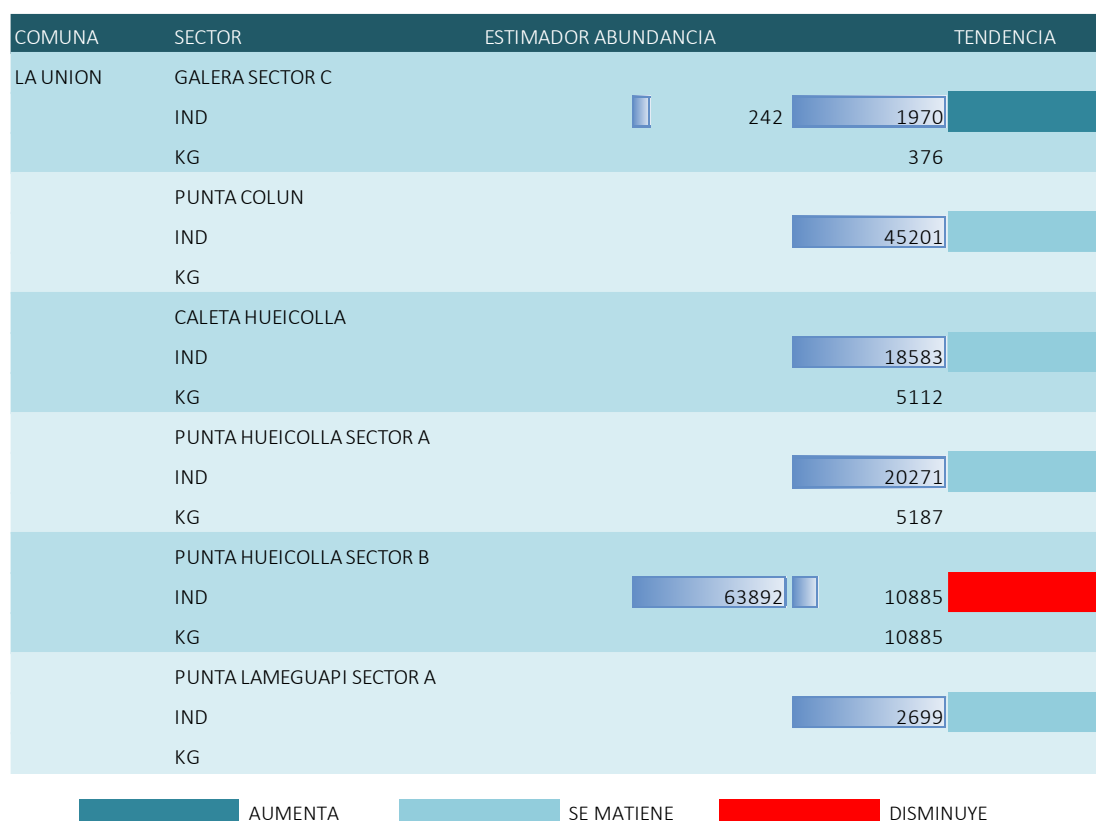 COMUNA SECTOR ESTIMADOR ABUNDANCIA TENDENCIA
LA UNION GALERA SECTOR C
IND 242 1970
KG 376
PUNTA COLUN
IND 45201
KG
CALETA HUEICOLLA
IND 18583
KG 5112
PUNTA HUEICOLLA SECTOR A
IND 20271
KG 5187
PUNTA HUEICOLLA SECTOR B
IND 63892 10885
KG 10885
PUNTA LAMEGUAPI SECTOR A
IND 2699
KG
AUMENTA SE MATIENE DISMINUYE